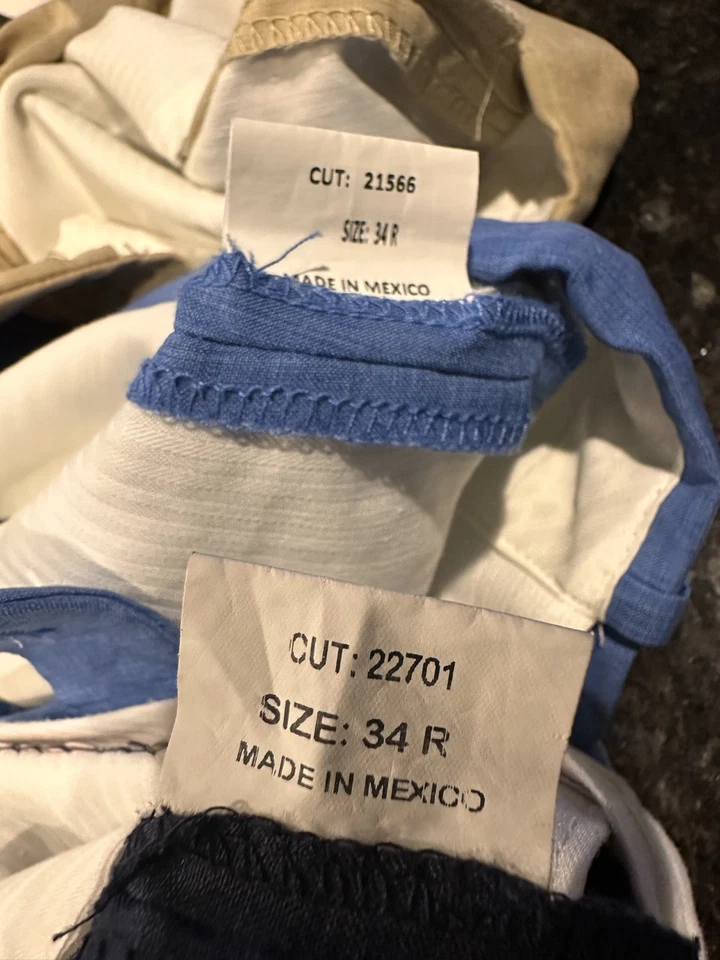 CUT: 21566
SIZE: 34 R
MADE IN MEXICO
CUT: 22701
SIZE: 34 R
MADE IN MEXICO